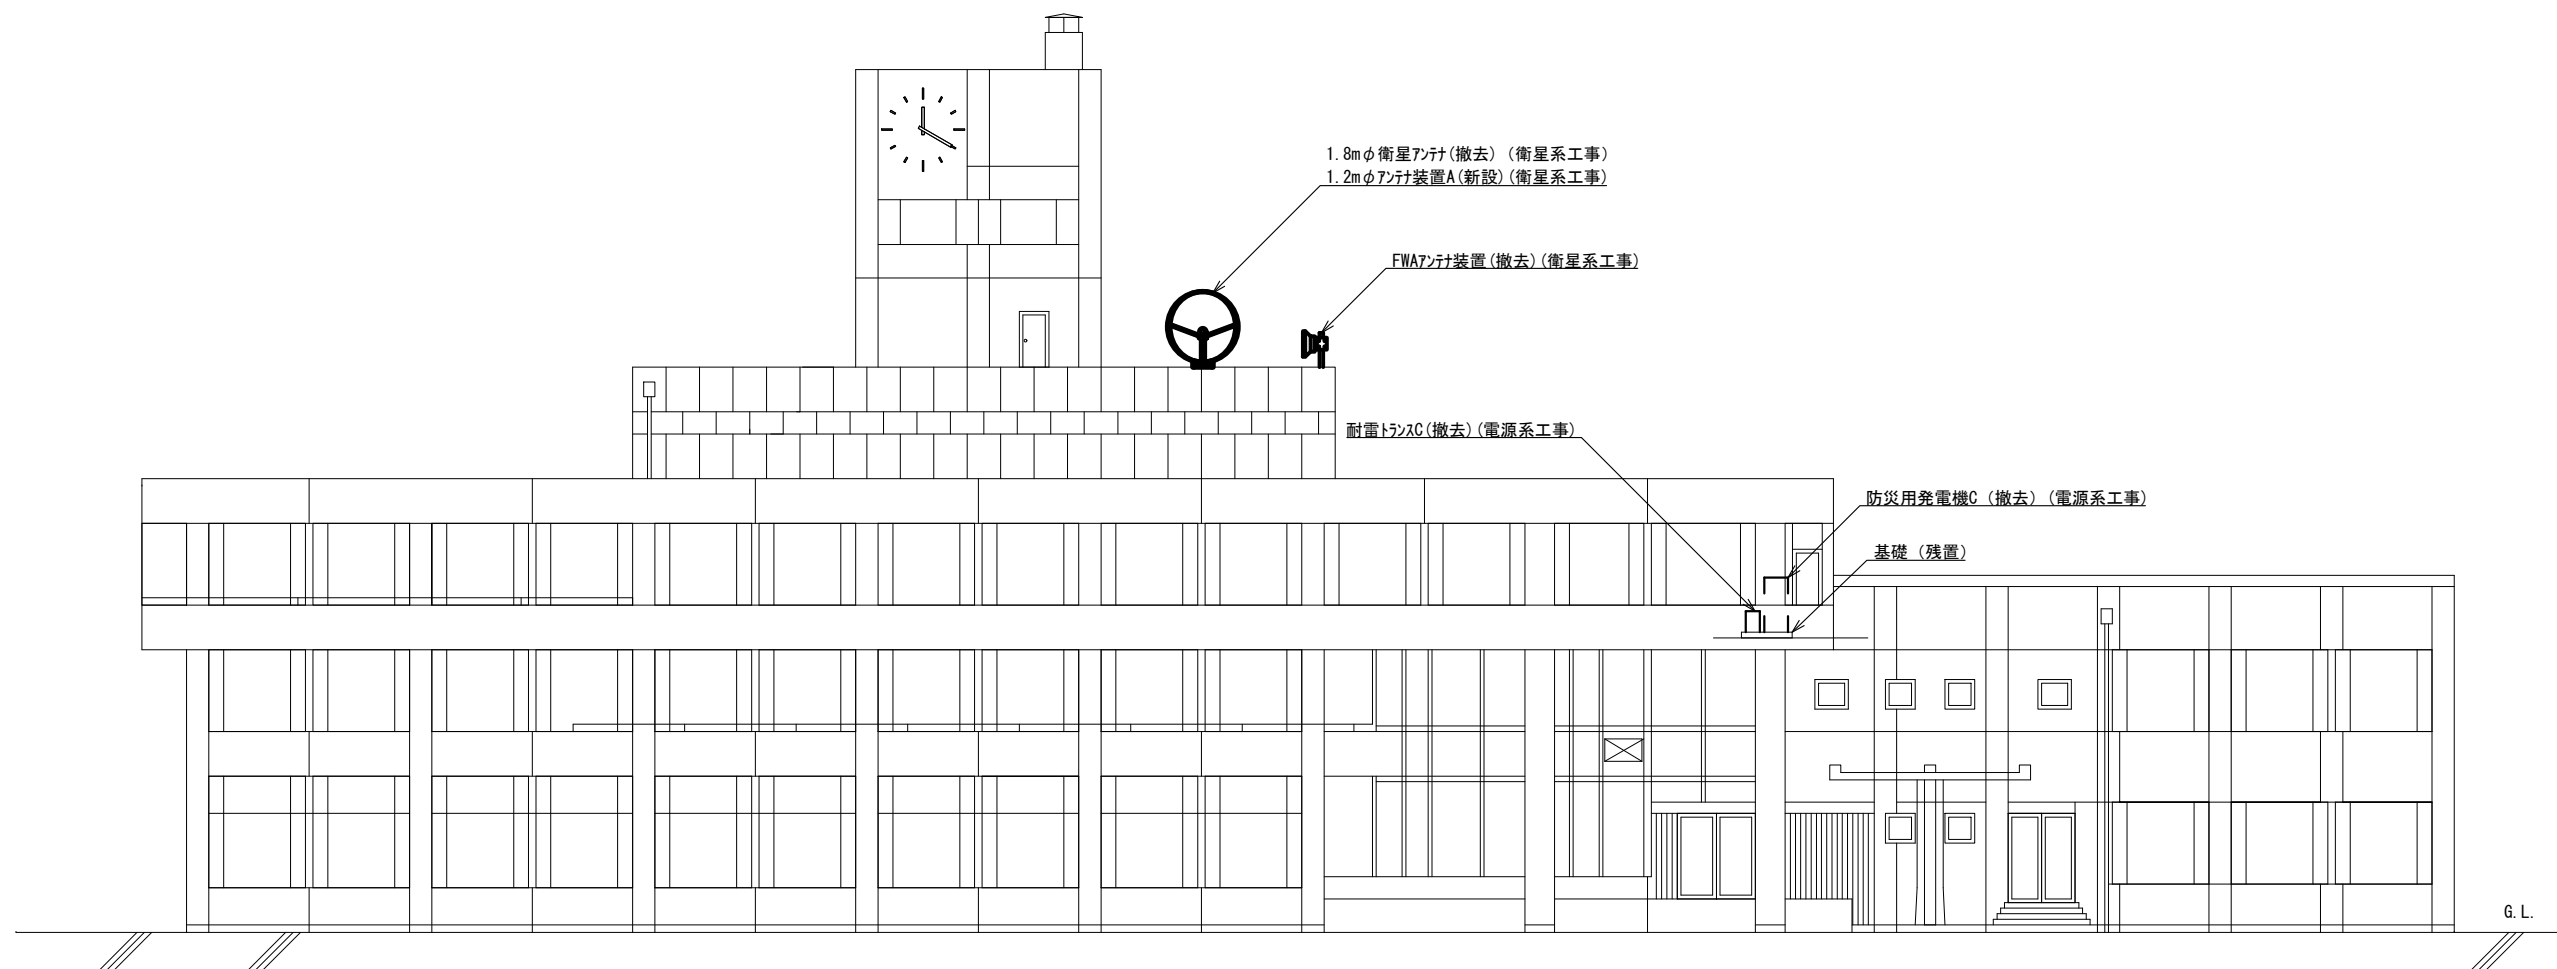 1.8mφ衛星ｱﾝﾃﾅ(撤去) (衛星系工事)
1.2mφｱﾝﾃﾅ装置A(新設)(衛星系工事)
FWAｱﾝﾃﾅ装置(撤去)(衛星系工事)
耐雷ﾄﾗﾝｽC(撤去)(電源系工事)
防災用発電機C (撤去) (電源系工事)
基礎 (残置)
G.L.